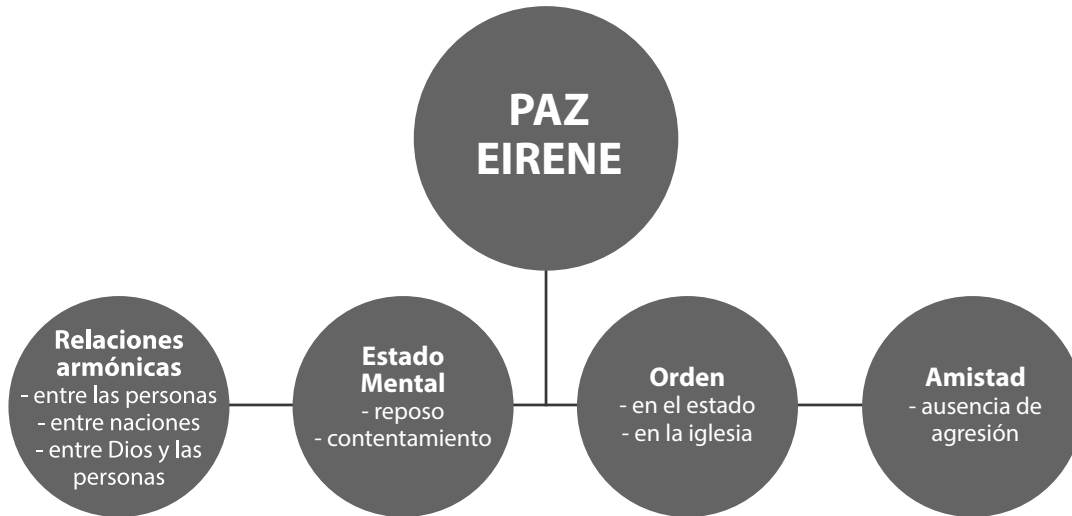 PAZ
EIRENE
Relaciones
armónicas
- entre las personas
- entre naciones
- entre Dios y las
personas
Estado
Mental
- reposo
- contentamiento
Orden
- en el estado
- en la iglesia
Amistad
- ausencia de
agresión